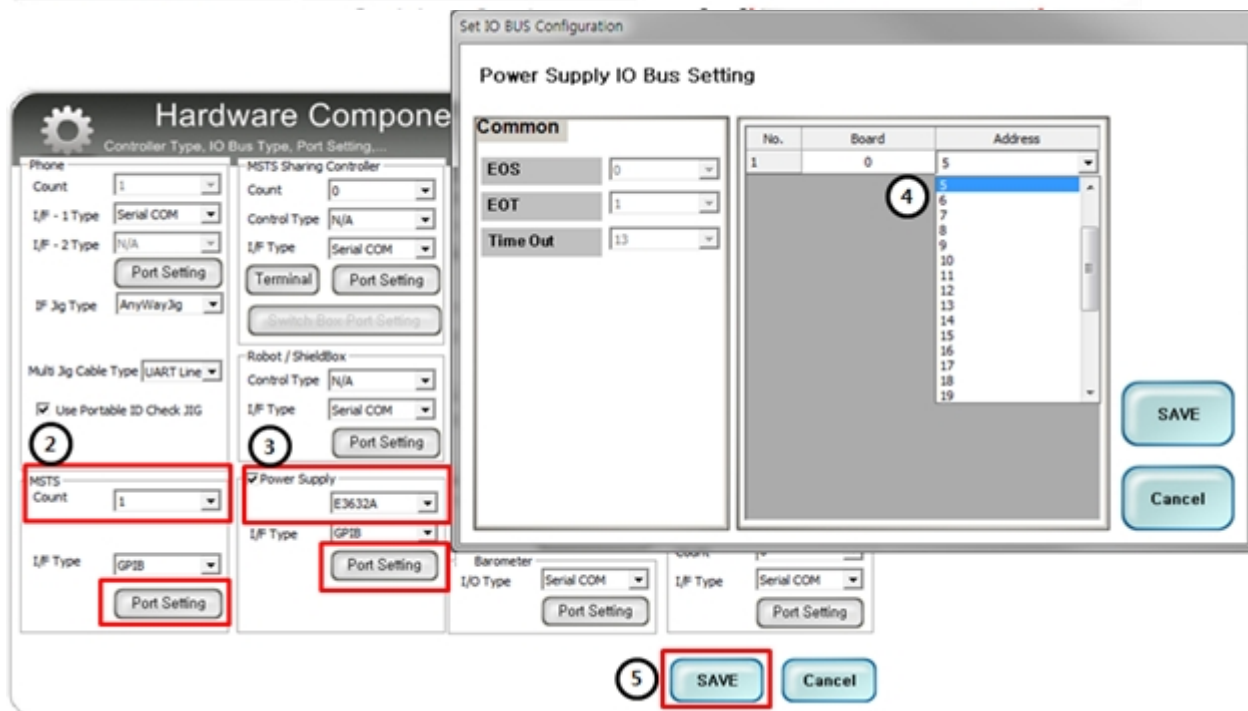 Set IO BUS Configuration
Power Supply IO Bus Setting
Common
EOS 0
EOT 1
Time Out 13
No. Board Address
1 0 5
4
5
6
7
8
9
10
11
12
13
14
15
16
17
18
19
SAVE
Cancel
Hardware Compone
Controller Type, IO Bus Type, Port Setting,...
Phone
Count 1
I/F - 1 Type Serial COM
I/F - 2 Type N/A
Port Setting
IF Jig Type AnyWayJig
Multi Jig Cable Type UART Line
Use Portable ID Check JIG
2
MSTS
Count 1
I/F Type GPIB
Port Setting
MSTS Sharing Controller
Count 0
Control Type N/A
I/F Type Serial COM
Terminal Port Setting
Switch Box Port Setting
Robot / ShieldBox
Control Type N/A
I/F Type Serial COM
Port Setting
3
Power Supply
E3632A
I/F Type GPIB
Port Setting
Barometer
I/O Type Serial COM
Port Setting
I/F Type Serial COM
Port Setting
5
SAVE Cancel